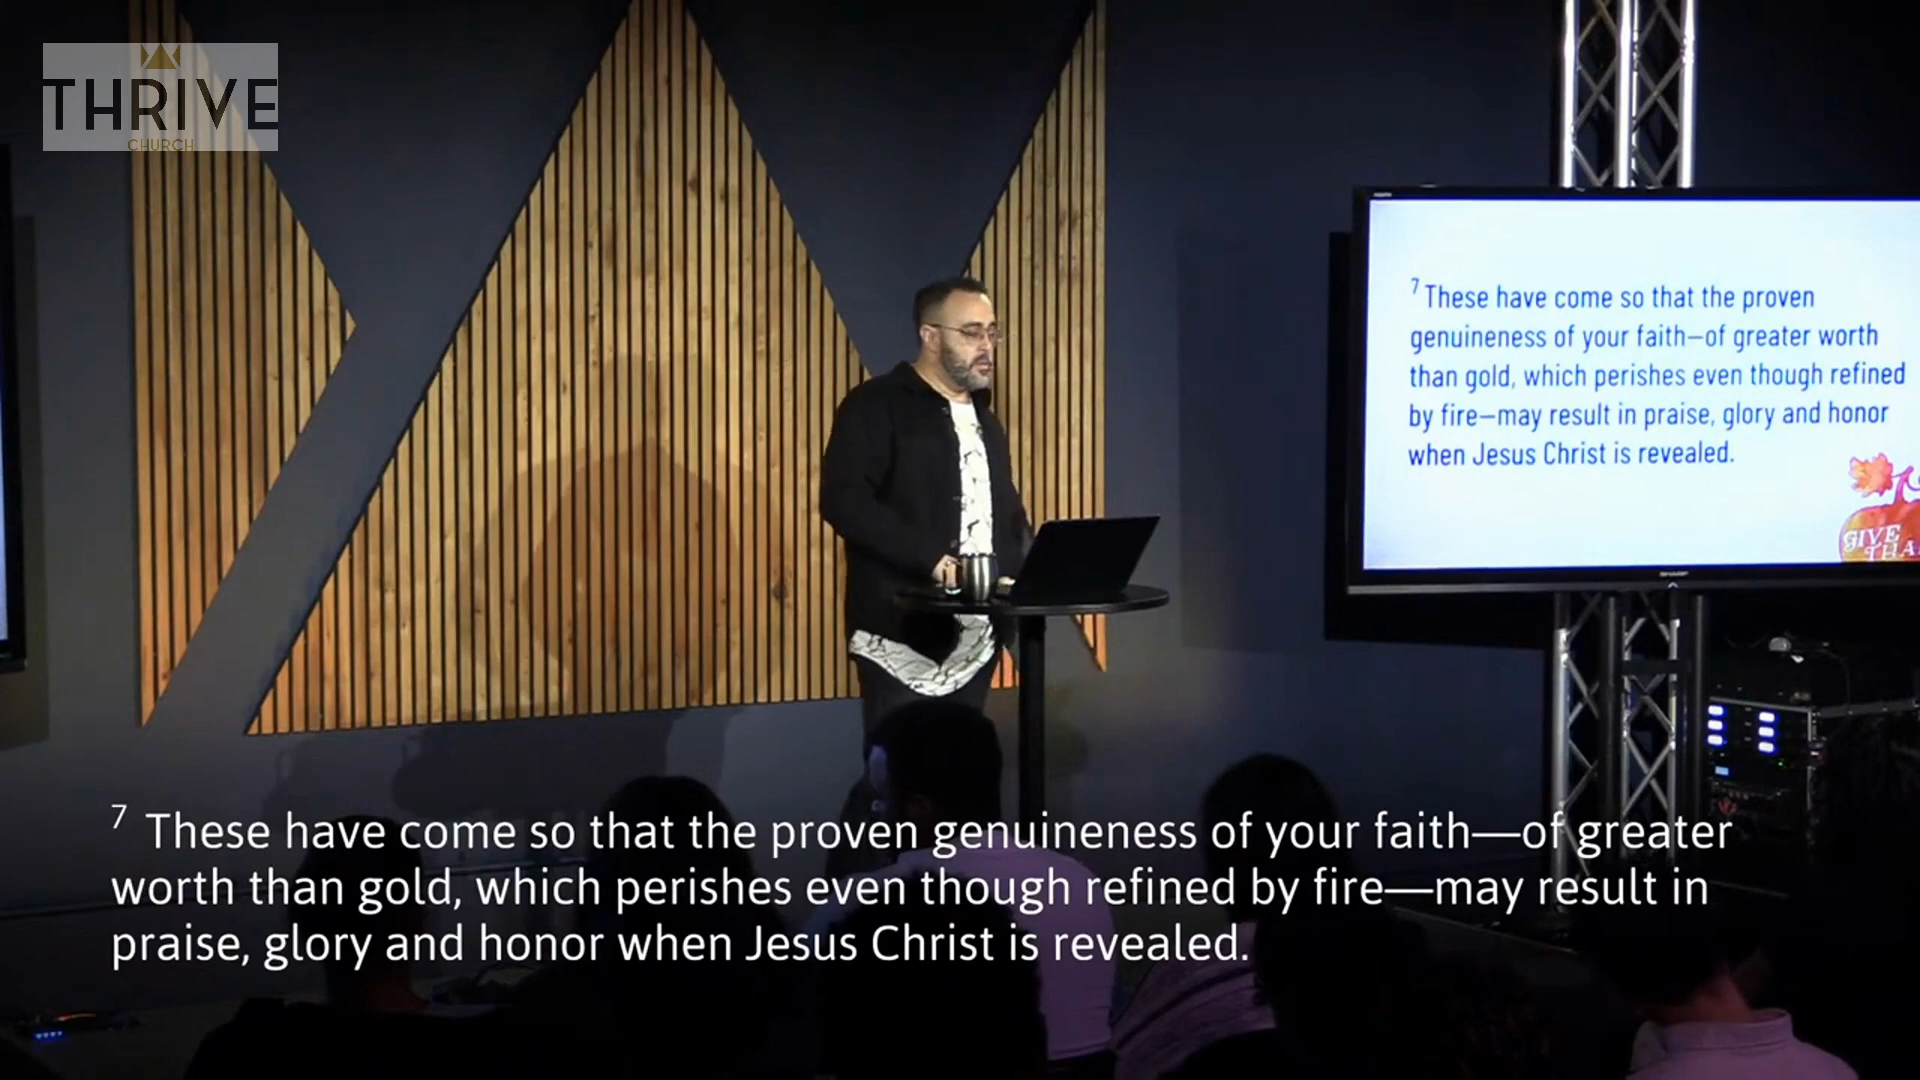 THRIVE
CHURCH
7 These have come so that the proven
genuineness of your faith—of greater worth
than gold, which perishes even though refined
by fire—may result in praise, glory and honor
when Jesus Christ is revealed.
GIVE
7 These have come so that the proven genuineness of your faith—of greater
worth than gold, which perishes even though refined by fire—may result in
praise, glory and honor when Jesus Christ is revealed.